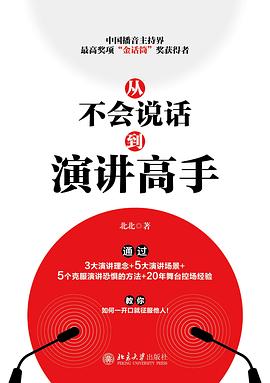 中国播音主持界
最高奖项“金话筒”奖获得者
从
不会说话
到
演讲高手
北北◎著
通过
3大演讲理念+5大演讲场景+
5个克服演讲恐惧的方法+20年舞台控场经验
教你
如何一开口就征服他人！
北京大学出版社
PEKING UNIVERSITY PRESS